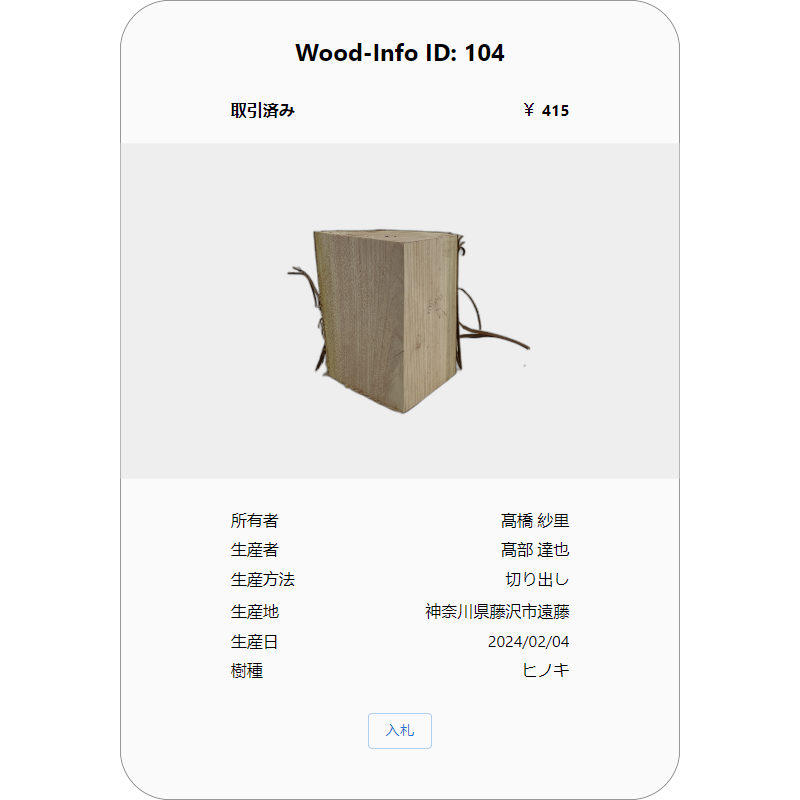 Wood-Info ID: 104
取引済み ￥ 415
所有者 髙橋 紗里
生産者 髙部 達也
生産方法 切り出し
生産地 神奈川県藤沢市遠藤
生産日 2024/02/04
樹種 ヒノキ
入札